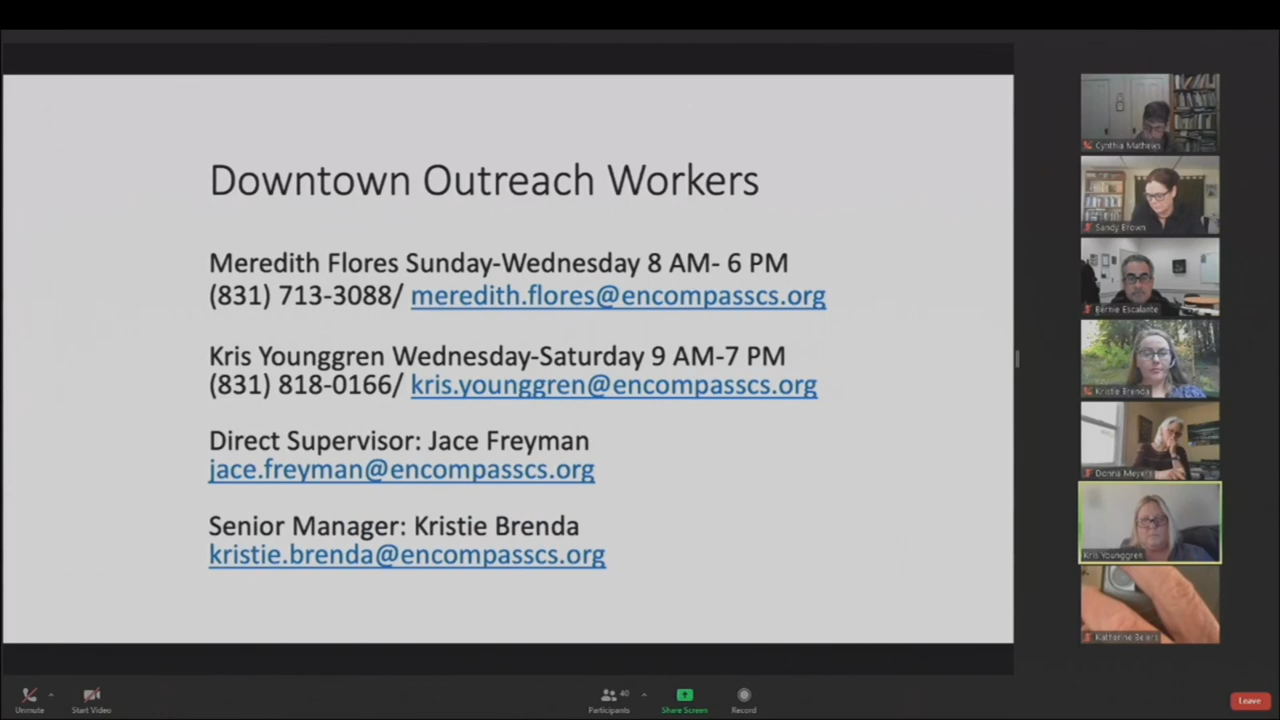 Downtown Outreach Workers
Meredith Flores Sunday-Wednesday 8 AM- 6 PM
(831) 713-3088/ meredith.flores@encompasscs.org
Kris Younggren Wednesday-Saturday 9 AM-7 PM
(831) 818-0166/ kris.younggren@encompasscs.org
Direct Supervisor: Jace Freyman
jace.freyman@encompasscs.org
Senior Manager: Kristie Brenda
kristie.brenda@encompasscs.org
Cynthia Mathews
Sandy Brown
Bernie Escalante
Kristie Brenda
Donna Meyers
Kris Younggren
Katherine Beiers
Unmute
Start Video
40
Participants
Share Screen
Record
Leave